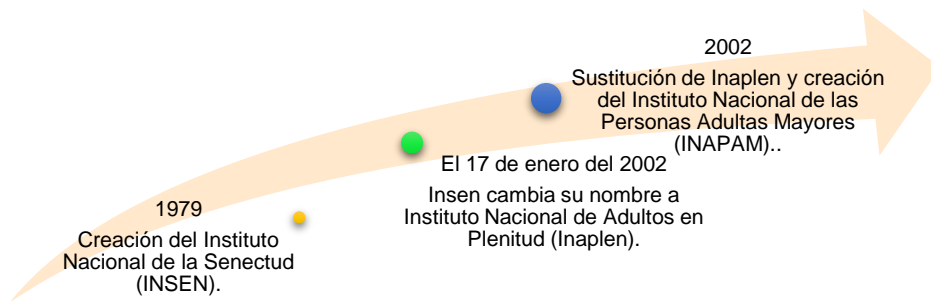 1979
Creación del Instituto
Nacional de la Senectud
(INSEN).
El 17 de enero del 2002
Insen cambia su nombre a
Instituto Nacional de Adultos en
Plenitud (Inaplen).
2002
Sustitución de Inaplen y creación
del Instituto Nacional de las
Personas Adultas Mayores
(INAPAM)..